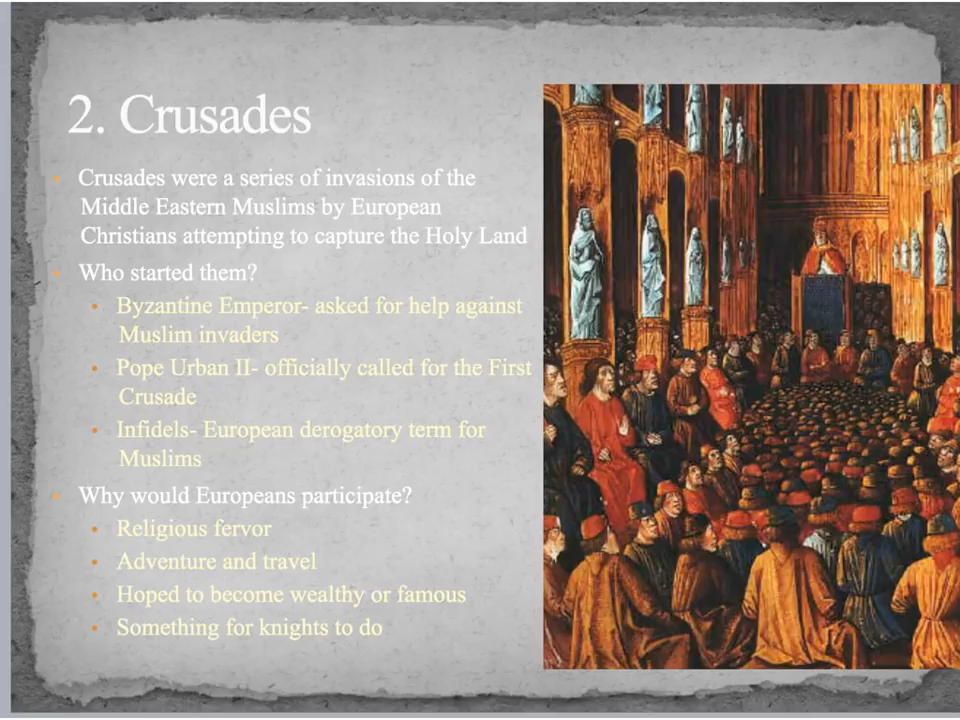 2. Crusades
Crusades were a series of invasions of the
Middle Eastern Muslims by European
Christians attempting to capture the Holy Land
Who started them?
Byzantine Emperor- asked for help against
Muslim invaders
Pope Urban II- officially called for the First
Crusade
Infidels- European derogatory term for
Muslims
Why would Europeans participate?
Religious fervor
Adventure and travel
Hoped to become wealthy or famous
Something for knights to do